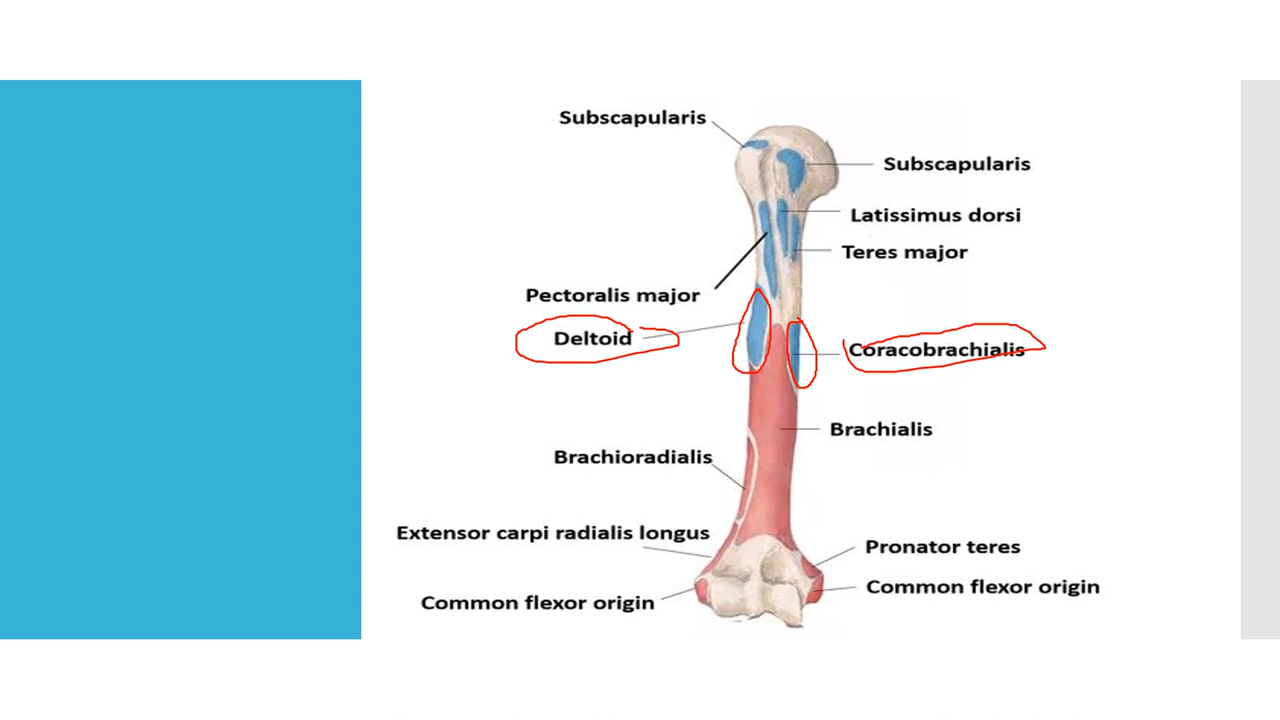 Subscapularis
Subscapularis
Latissimus dorsi
Teres major
Pectoralis major
Deltoid
Coracobrachialis
Brachialis
Brachioradialis
Extensor carpi radialis longus
Pronator teres
Common flexor origin
Common flexor origin